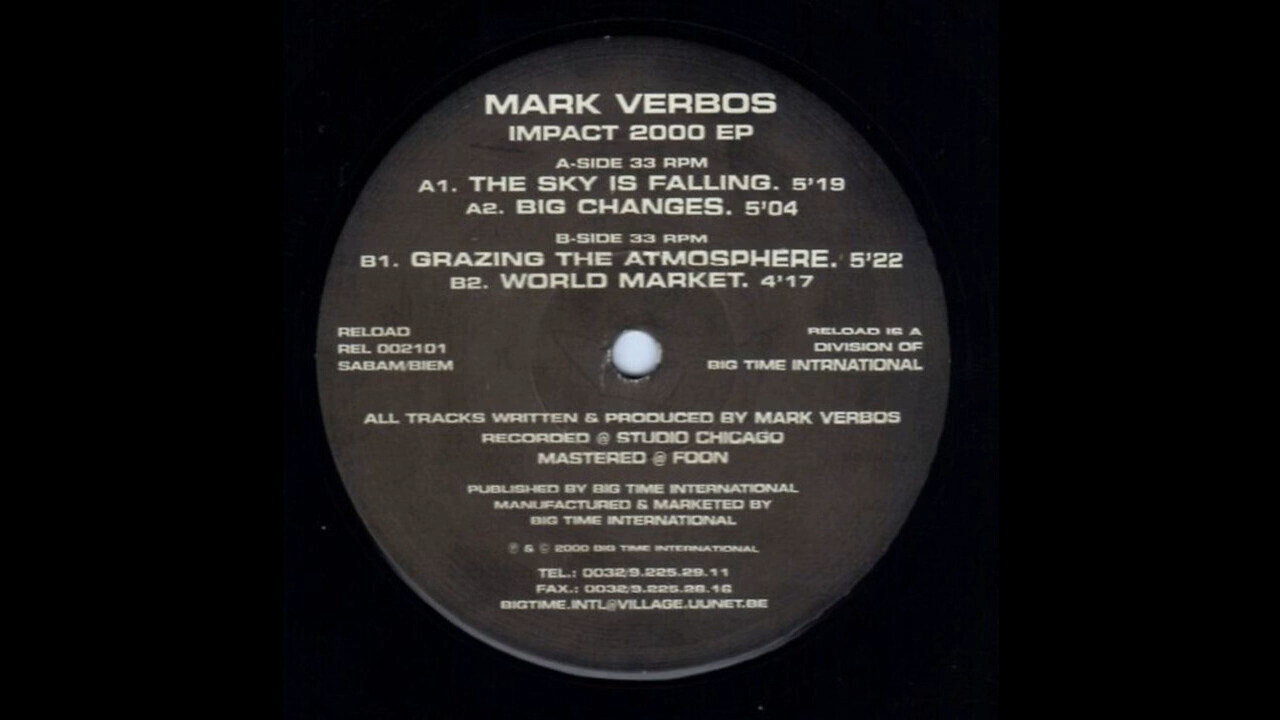 MARK VERBOS
IMPACT 2000 EP
A-SIDE 33 RPM
A1. THE SKY IS FALLING. 5'19
A2. BIG CHANGES. 5'04
B-SIDE 33 RPM
B1. GRAZING THE ATMOSPHERE. 5'22
B2. WORLD MARKET. 4'17
RELOAD
REL 002101
SABAM/BIEM
RELOAD IS A
DIVISION OF
BIG TIME INTRNATIONAL
ALL TRACKS WRITTEN & PRODUCED BY MARK VERBOS
RECORDED @ STUDIO CHICAGO
MASTERED @ FOON
PUBLISHED BY BIG TIME INTERNATIONAL
MANUFACTURED & MARKETED BY
BIG TIME INTERNATIONAL
℗ & © 2000 BIG TIME INTERNATIONAL
TEL.: 0032/9.225.29.11
FAX.: 0032/9.225.28.16
BIGTIME.INTL@VILLAGE.UUNET.BE